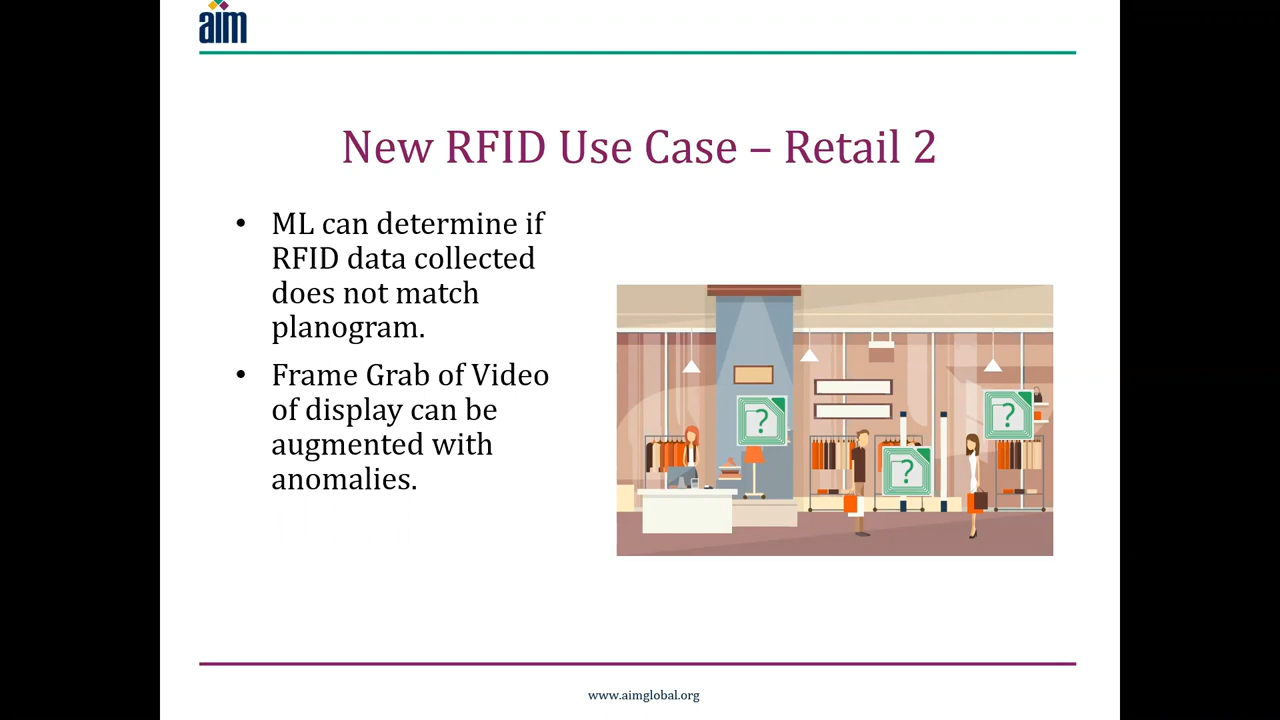 aim
New RFID Use Case – Retail 2
• ML can determine if
RFID data collected
does not match
planogram.
• Frame Grab of Video
of display can be
augmented with
anomalies.
?
?
?
www.aimglobal.org